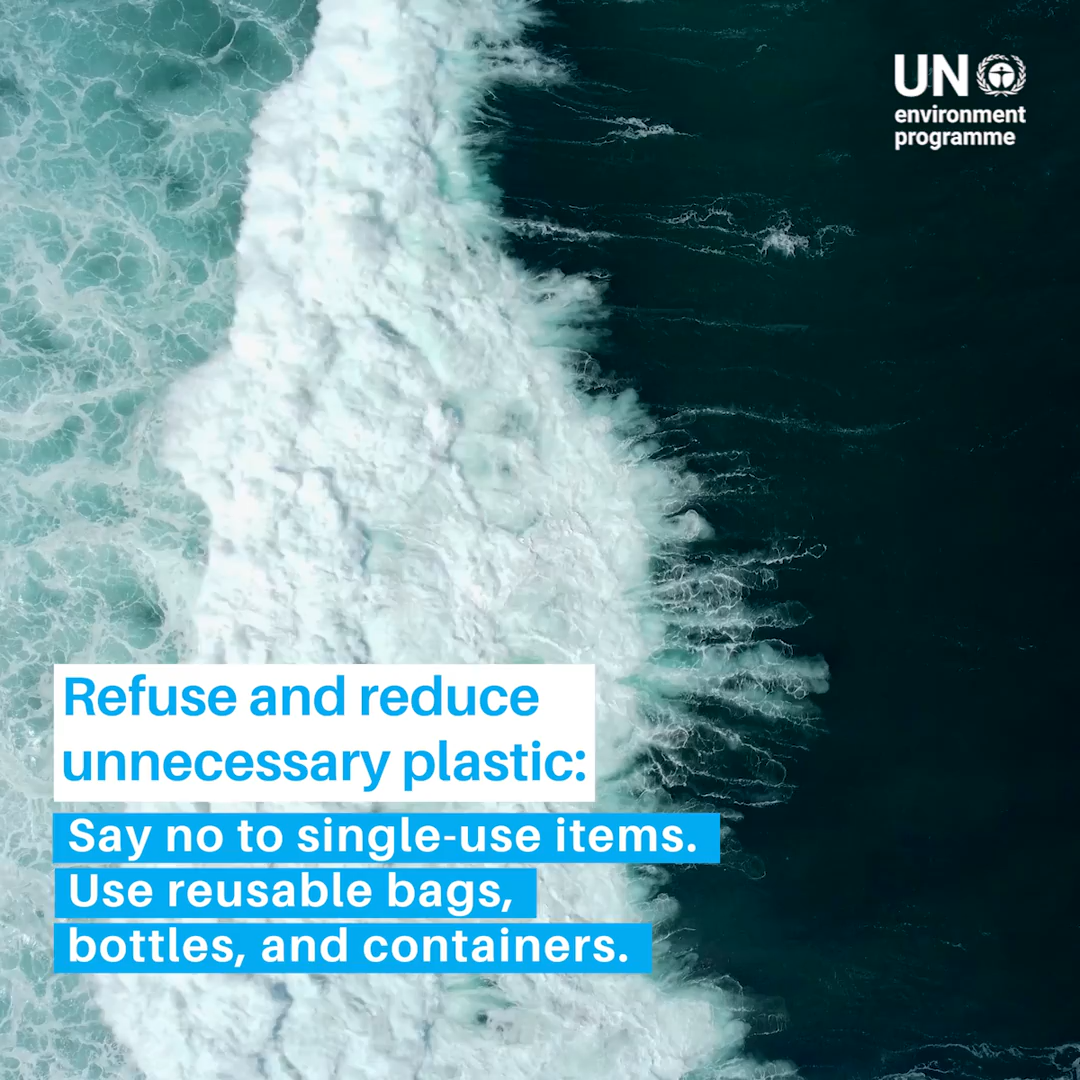 UN
environment
programme
Refuse and reduce
unnecessary plastic:
Say no to single-use items.
Use reusable bags,
bottles, and containers.